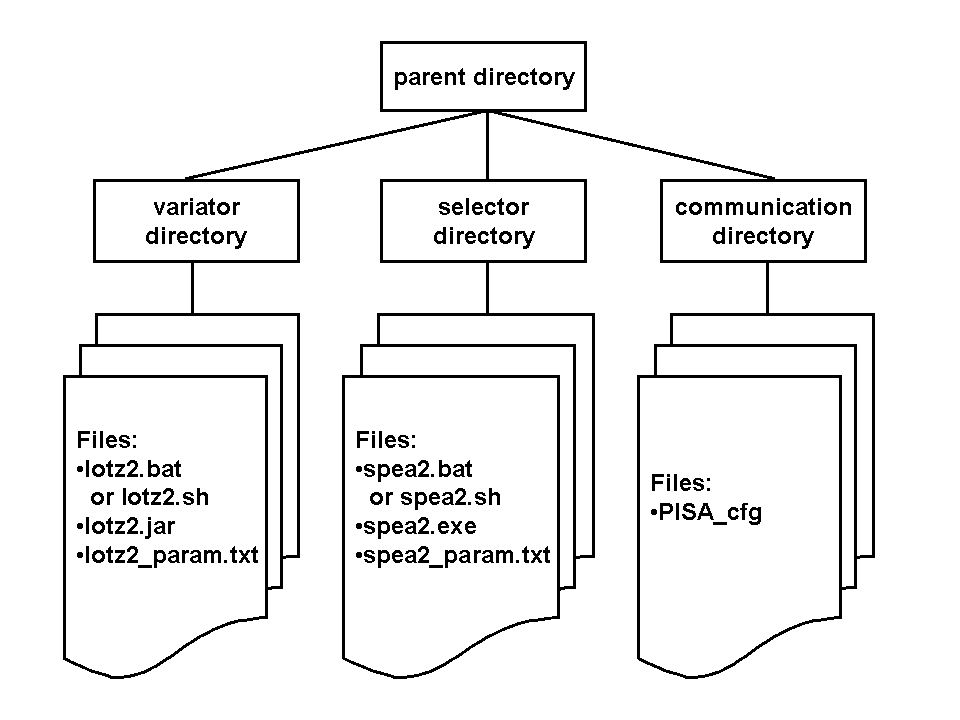 parent directory
variator
directory
selector
directory
communication
directory
Files:
•lotz2.bat
or lotz2.sh
•lotz2.jar
•lotz2_param.txt
Files:
•spea2.bat
or spea2.sh
•spea2.exe
•spea2_param.txt
Files:
•PISA_cfg